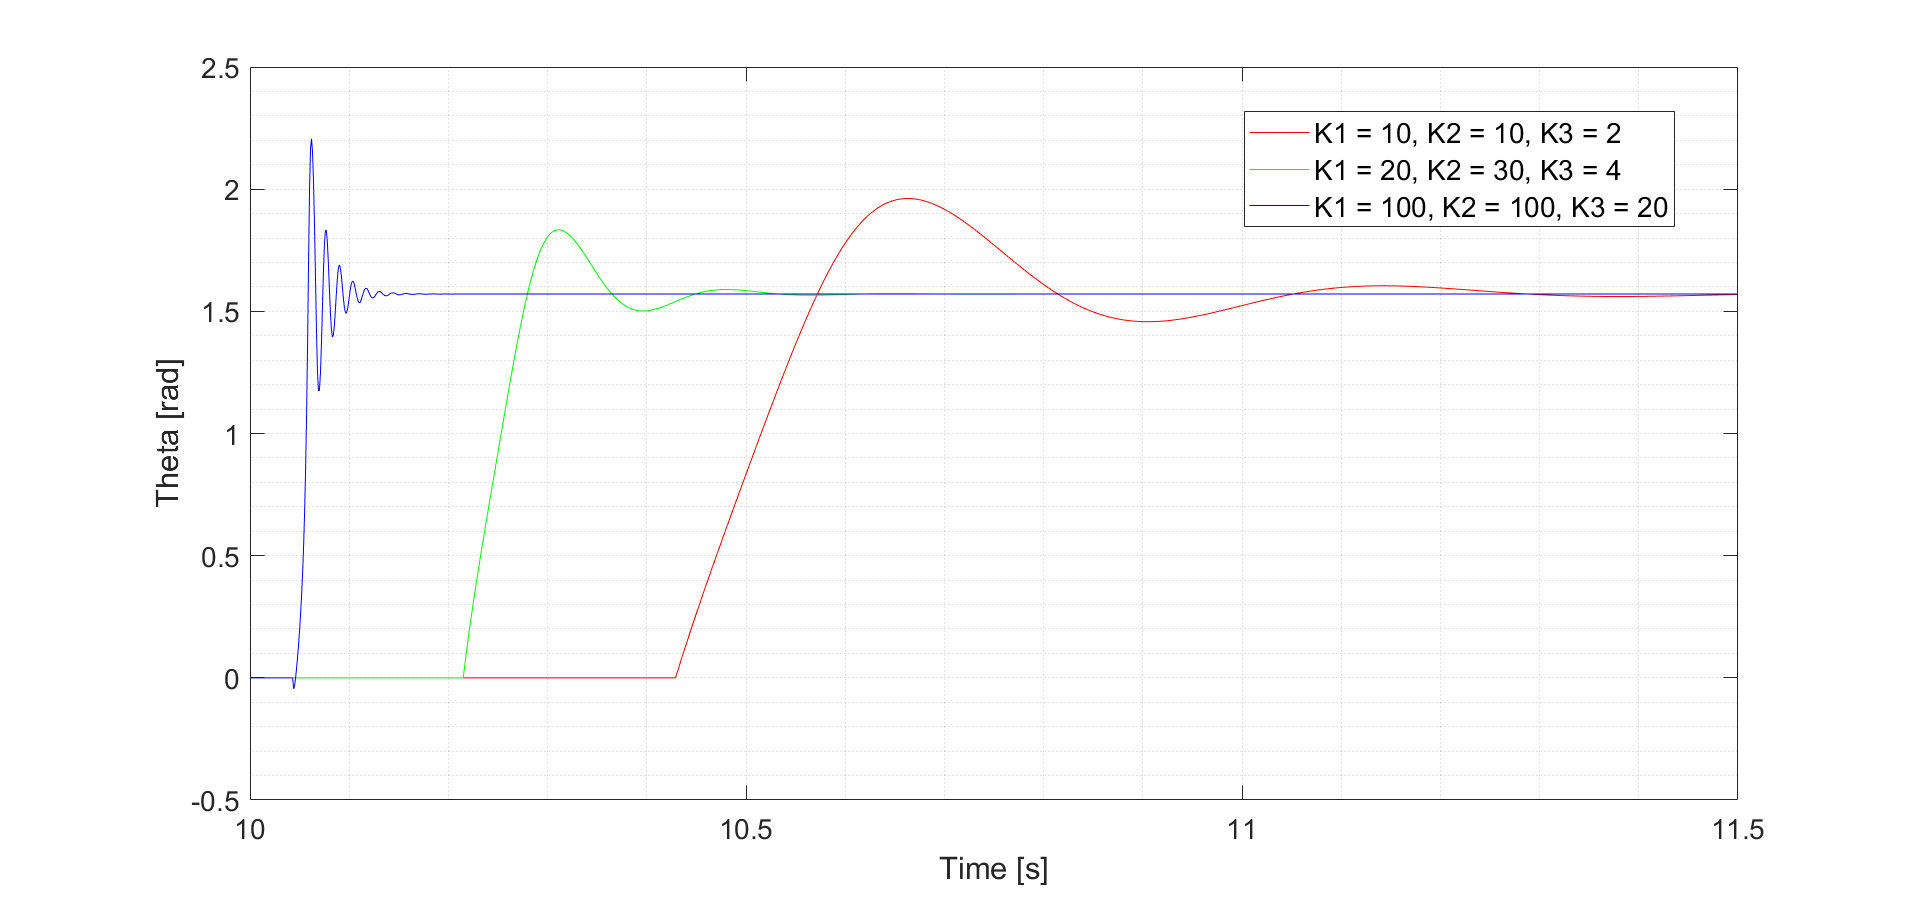 2.5
2
1.5
1
0.5
0
-0.5
10
10.5
11
11.5
Theta [rad]
Time [s]
K1 = 10, K2 = 10, K3 = 2
K1 = 20, K2 = 30, K3 = 4
K1 = 100, K2 = 100, K3 = 20